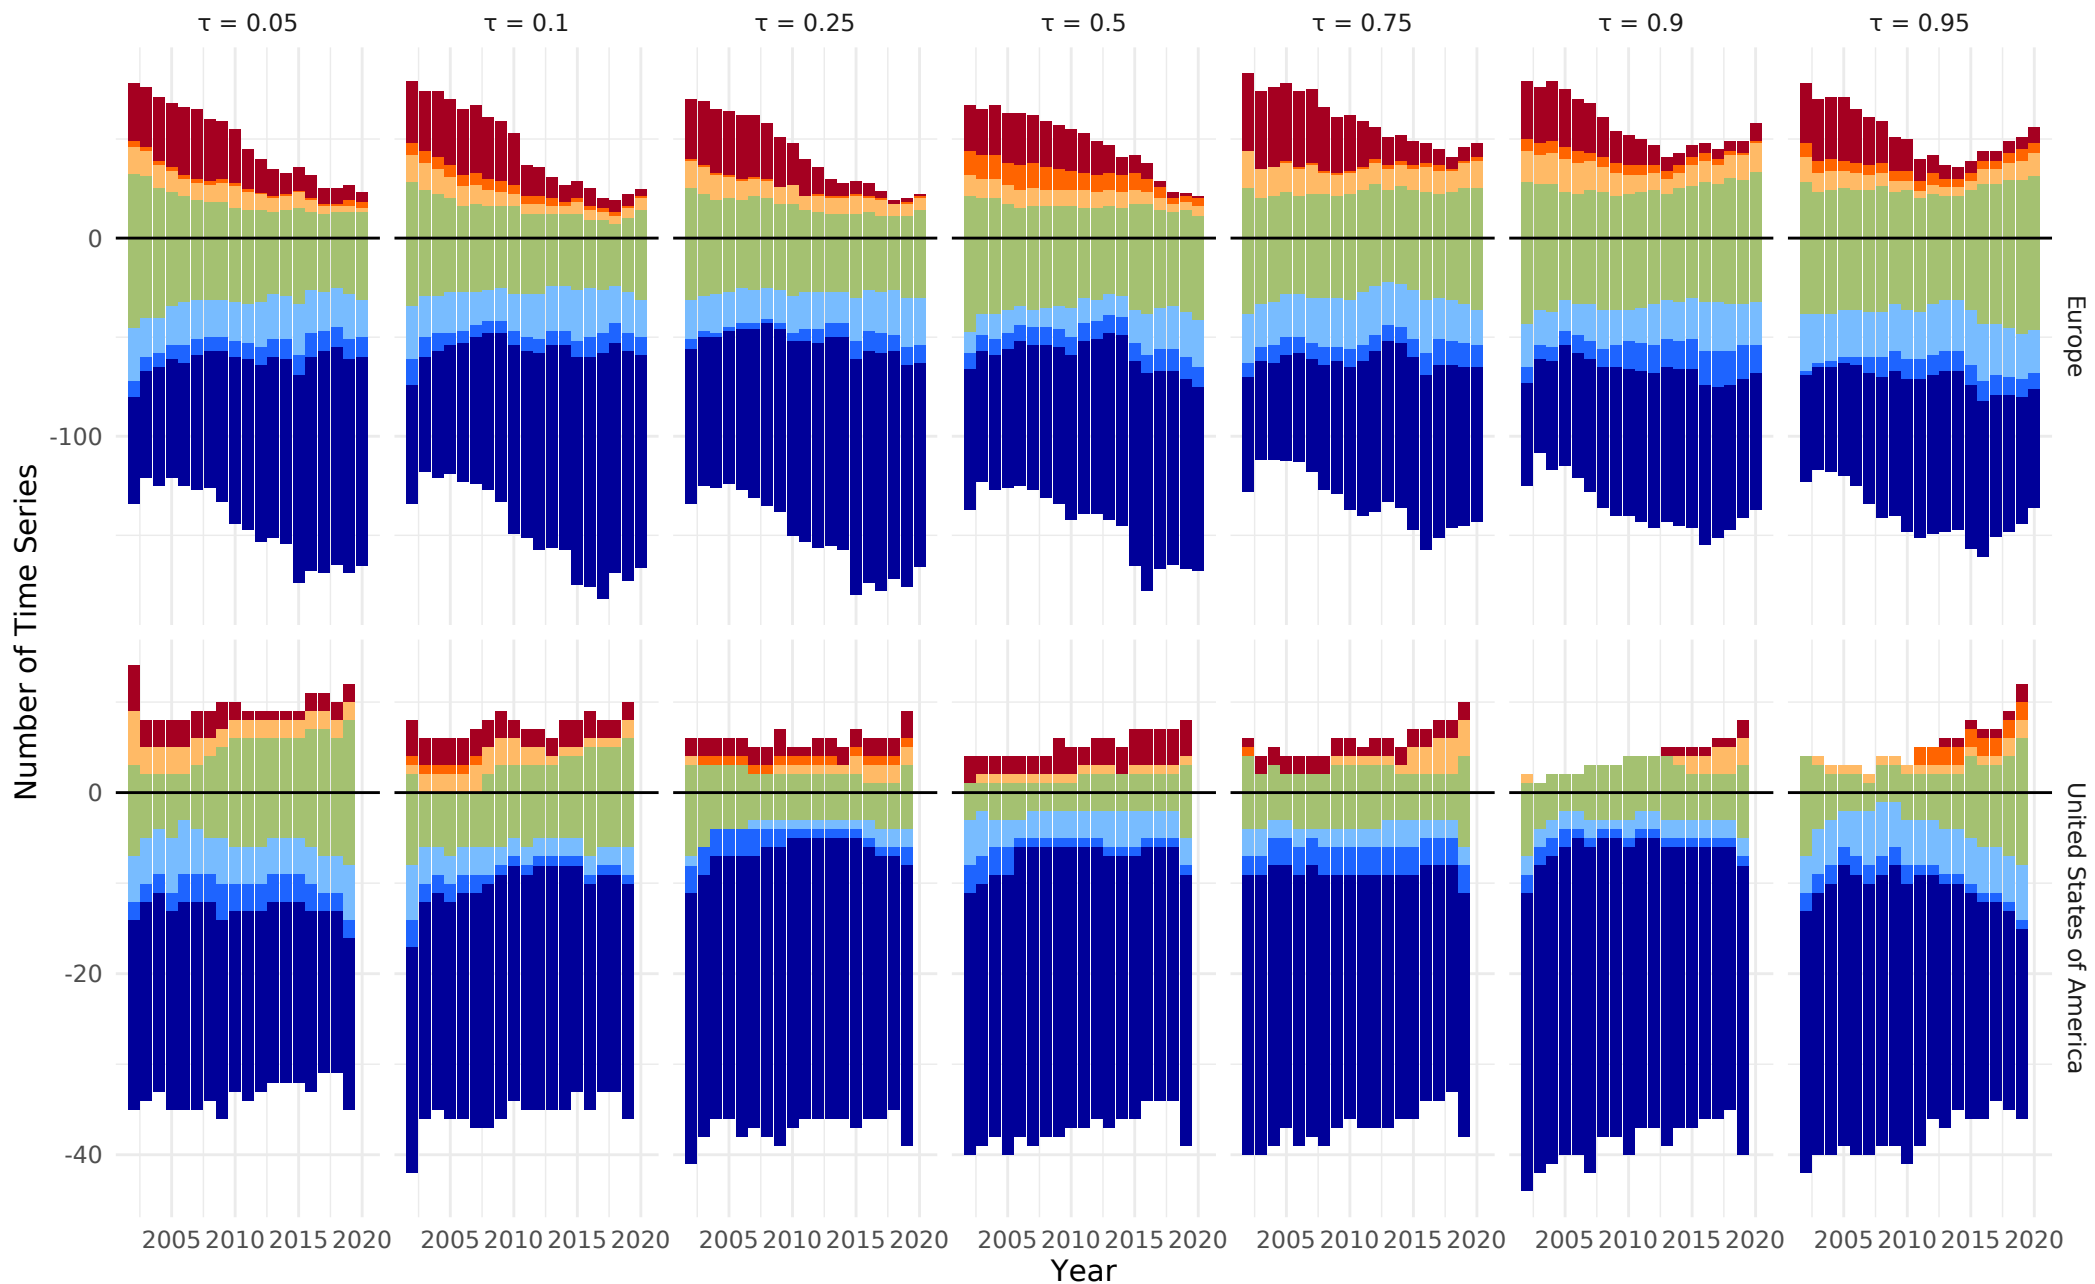 τ = 0.05 τ = 0.1 τ = 0.25 τ = 0.5 τ = 0.75 τ = 0.9 τ = 0.95
0
-100
Europe
Number of Time Series
0
-20
-40
United States of America
2005 2010 2015 2020 2005 2010 2015 2020 2005 2010 2015 2020 2005 2010 2015 2020 2005 2010 2015 2020 2005 2010 2015 2020 2005 2010 2015 2020
Year